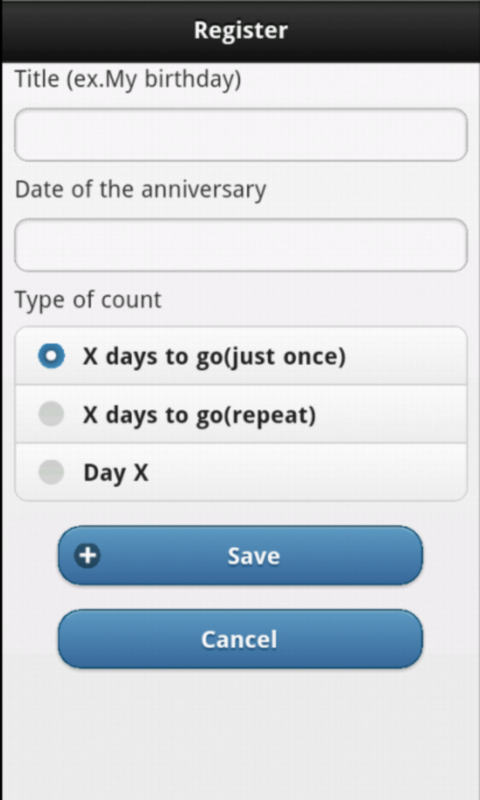 Register
Title (ex.My birthday)
Date of the anniversary
Type of count
X days to go(just once)
X days to go(repeat)
Day X
Save
Cancel